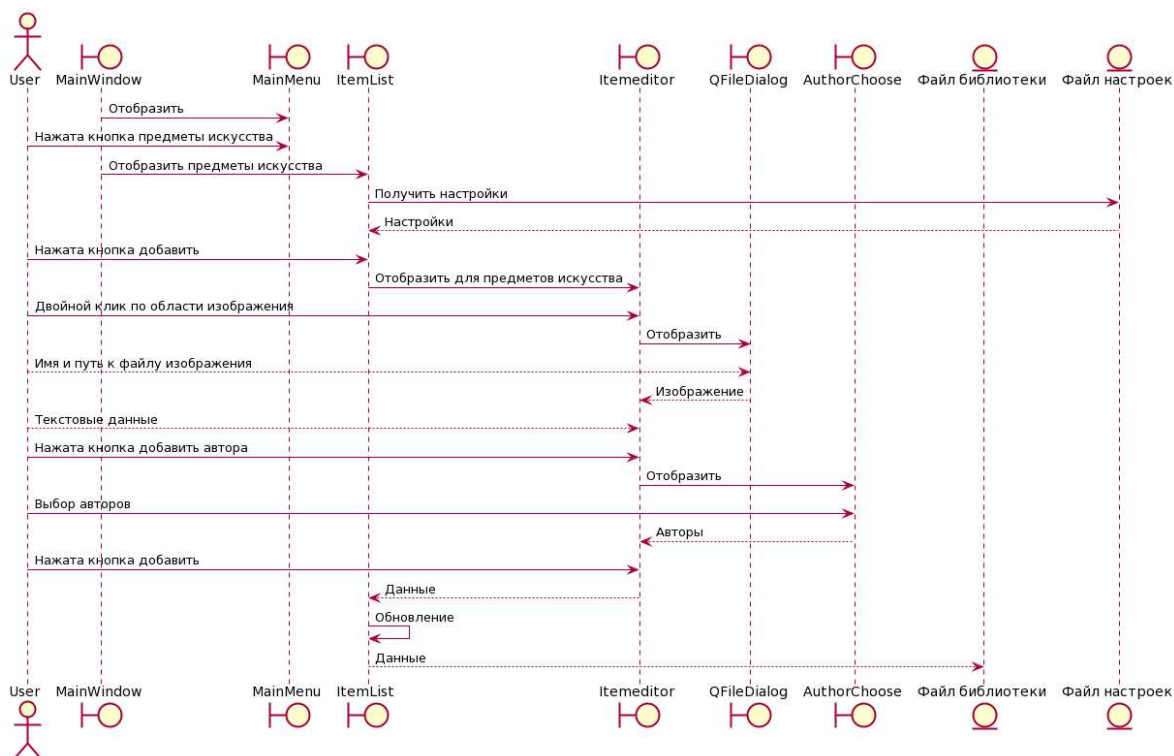 User MainWindow MainMenu ItemList Itemeditor QFileDialog AuthorChoose Файл библиотеки Файл настроек
Отобразить
Нажата кнопка предметы искусства
Отобразить предметы искусства
Получить настройки
Настройки
Нажата кнопка добавить
Отобразить для предметов искусства
Двойной клик по области изображения
Отобразить
Имя и путь к файлу изображения
Изображение
Текстовые данные
Нажата кнопка добавить автора
Отобразить
Выбор авторов
Авторы
Нажата кнопка добавить
Данные
Обновление
Данные
User MainWindow MainMenu ItemList Itemeditor QFileDialog AuthorChoose Файл библиотеки Файл настроек